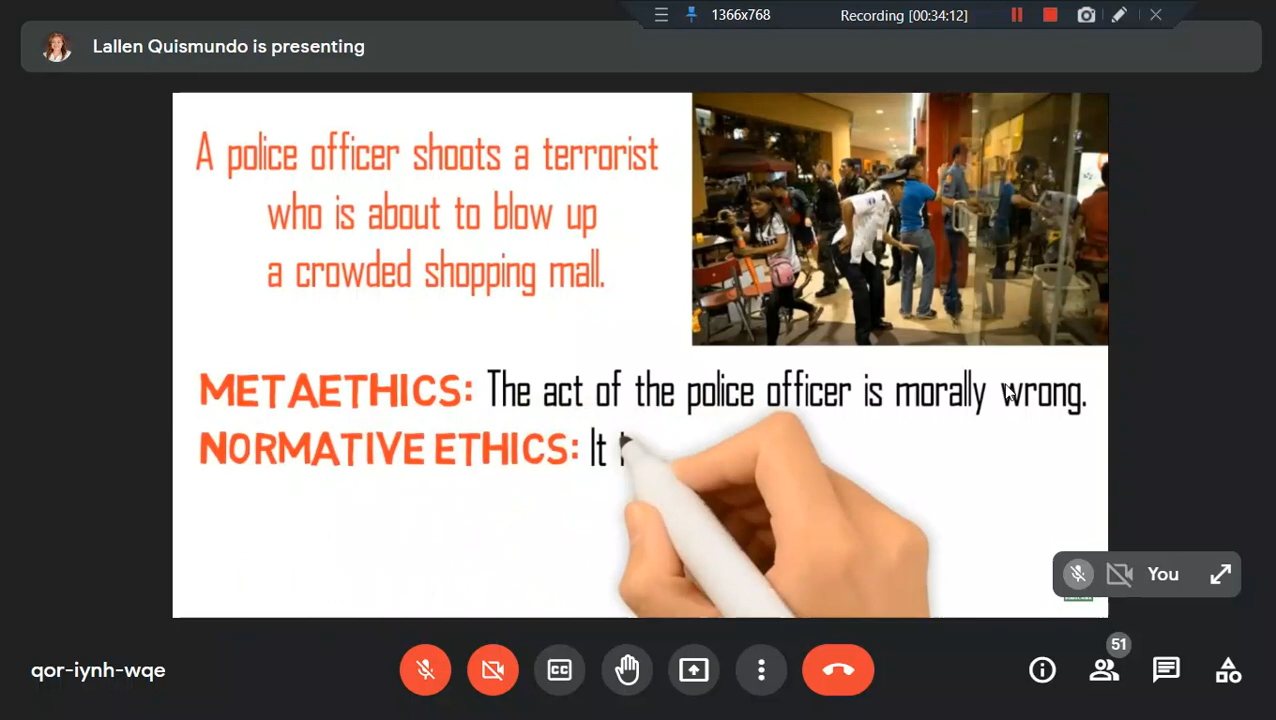 1366x768
Recording [00:34:12]
Lallen Quismundo is presenting
A police officer shoots a terrorist
who is about to blow up
a crowded shopping mall.
METAETHICS: The act of the police officer is morally wrong.
NORMATIVE ETHICS: It
You
51
qor-iynh-wqe
CC